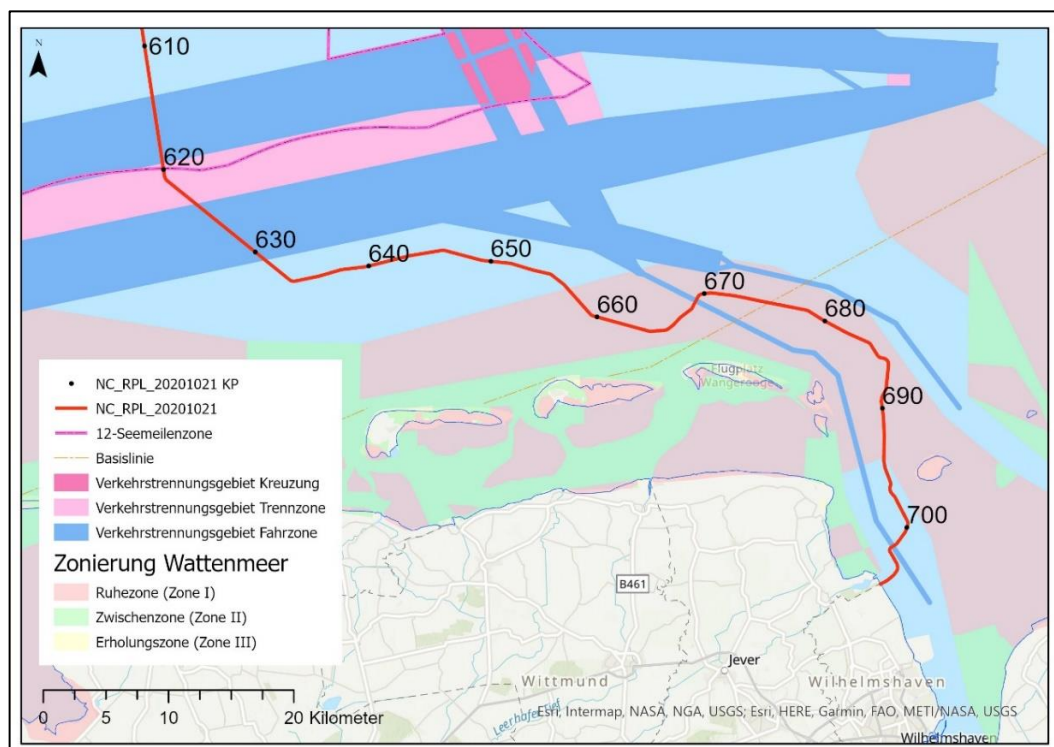 N
610
620
630
640
650
660
670
680
690
700
Flugplatz
Wangerooge
NC_RPL_20201021 KP
NC_RPL_20201021
12-Seemeilenzone
Basislinie
Verkehrstrennungsgebiet Kreuzung
Verkehrstrennungsgebiet Trennzone
Verkehrstrennungsgebiet Fahrzone
Zonierung Wattenmeer
Ruhezone (Zone I)
Zwischenzone (Zone II)
Erholungszone (Zone III)
B461
Jever
Wittmund
Wilhelmshaven
Leerhafer Tief
0 5 10 20 Kilometer
Esri, Intermap, NASA, NGA, USGS; Esri, HERE, Garmin, FAO, METI/NASA, USGS
Wilhelmshaven